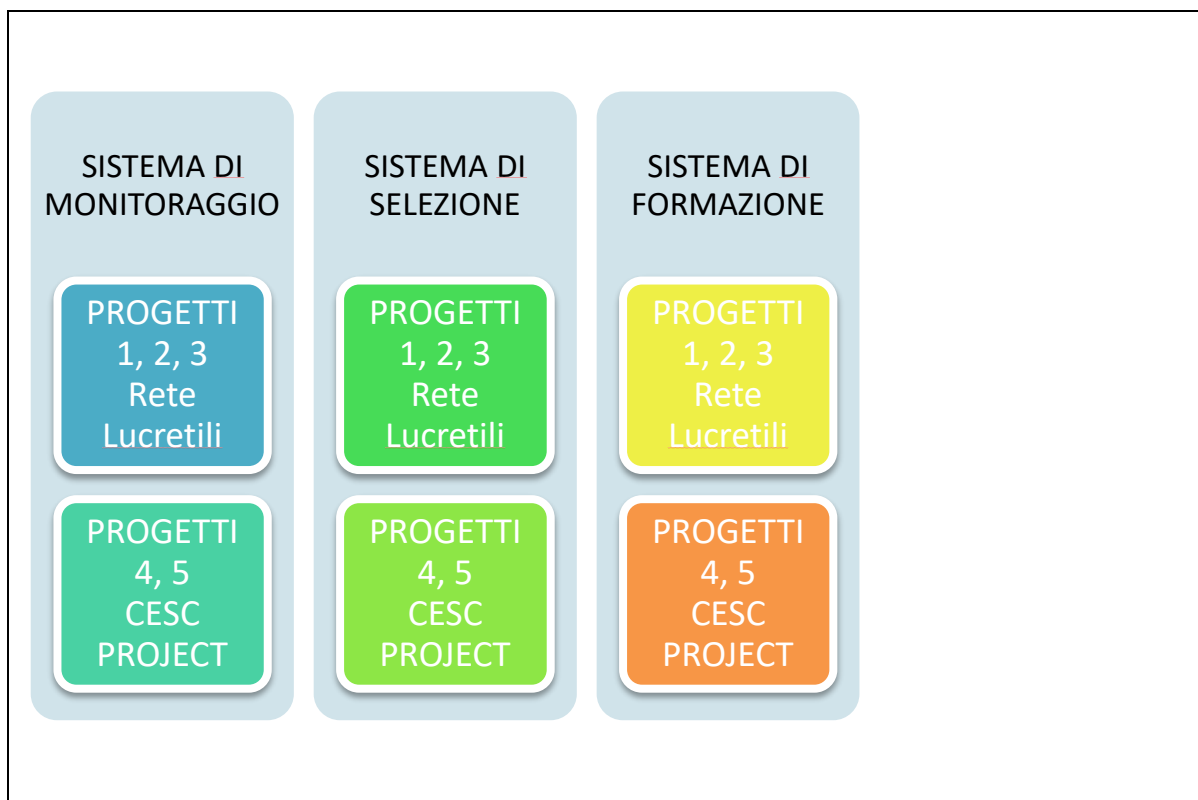 SISTEMA DI
MONITORAGGIO
PROGETTI
1, 2, 3
Rete
Lucretili
PROGETTI
4, 5
CESC
PROJECT
SISTEMA DI
SELEZIONE
PROGETTI
1, 2, 3
Rete
Lucretili
PROGETTI
4, 5
CESC
PROJECT
SISTEMA DI
FORMAZIONE
PROGETTI
1, 2, 3
Rete
Lucretili
PROGETTI
4, 5
CESC
PROJECT